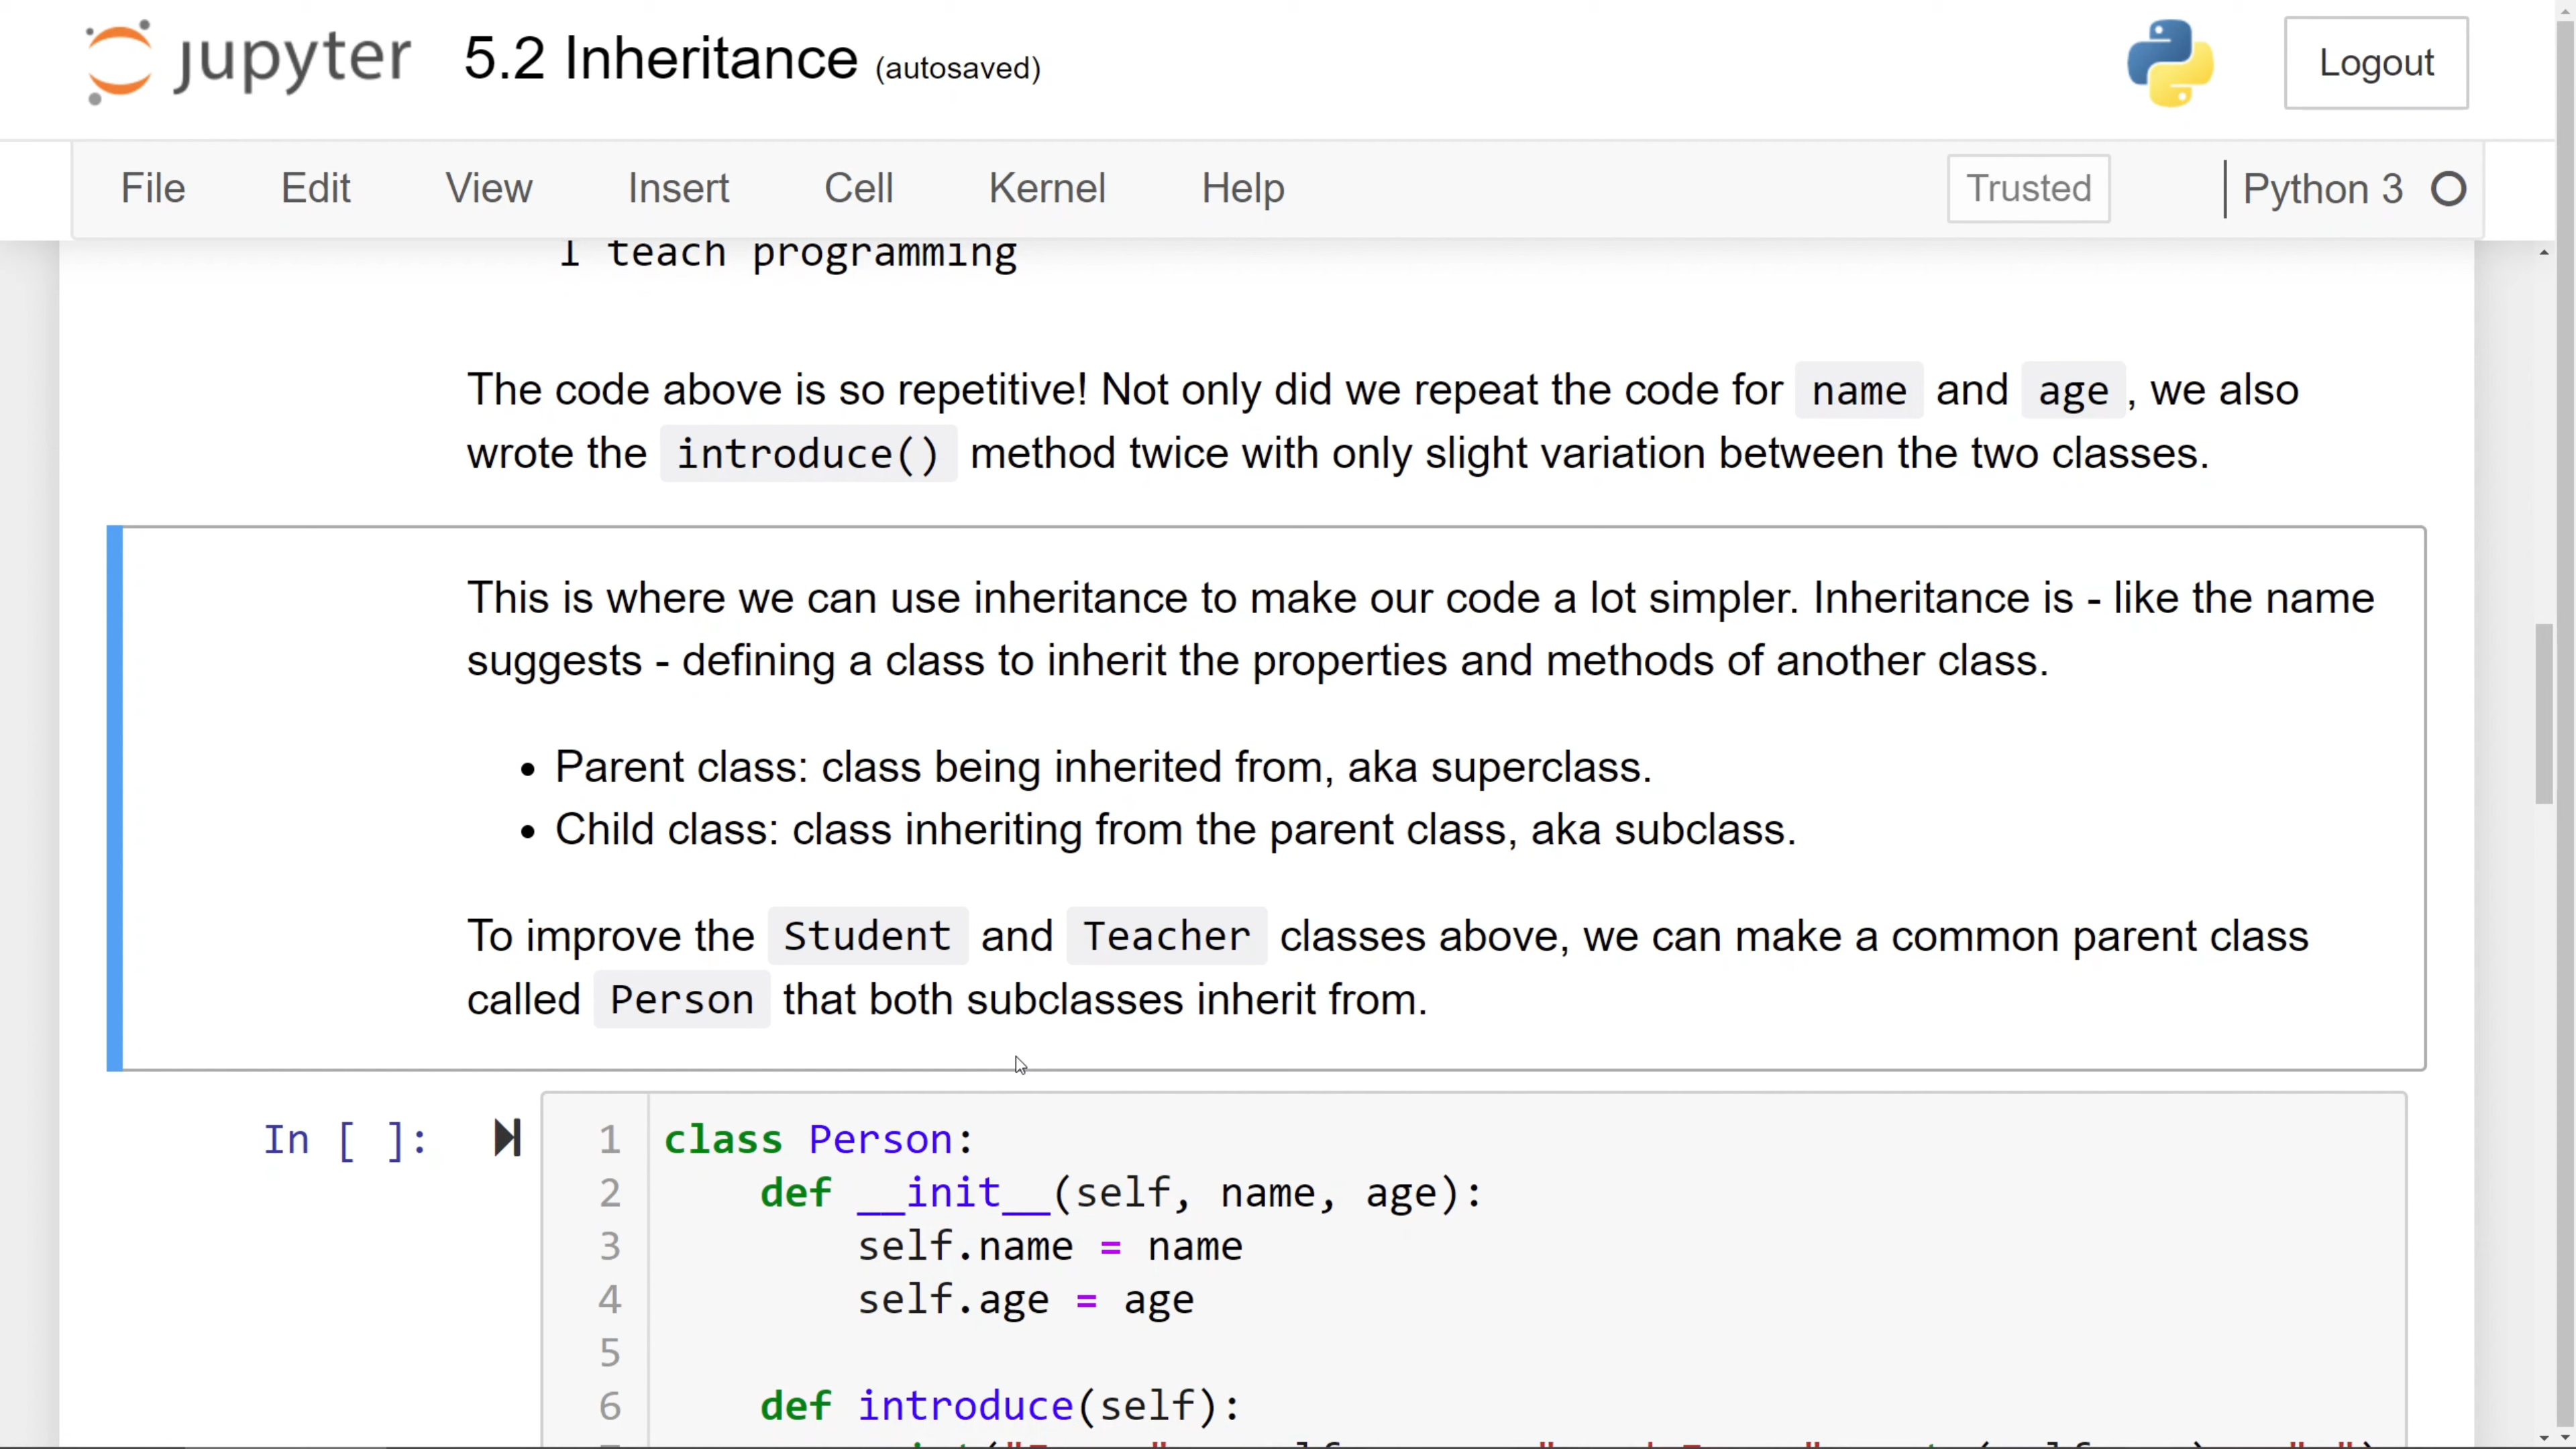 jupyter 5.2 Inheritance (autosaved) Logout
File Edit View Insert Cell Kernel Help Trusted Python 3
I teach programming
The code above is so repetitive! Not only did we repeat the code for name and age, we also
wrote the introduce() method twice with only slight variation between the two classes.
This is where we can use inheritance to make our code a lot simpler. Inheritance is - like the name
suggests - defining a class to inherit the properties and methods of another class.
• Parent class: class being inherited from, aka superclass.
• Child class: class inheriting from the parent class, aka subclass.
To improve the Student and Teacher classes above, we can make a common parent class
called Person that both subclasses inherit from.
In [ ]: 1 class Person:
2     def __init__(self, name, age):
3         self.name = name
4         self.age = age
5
6     def introduce(self):